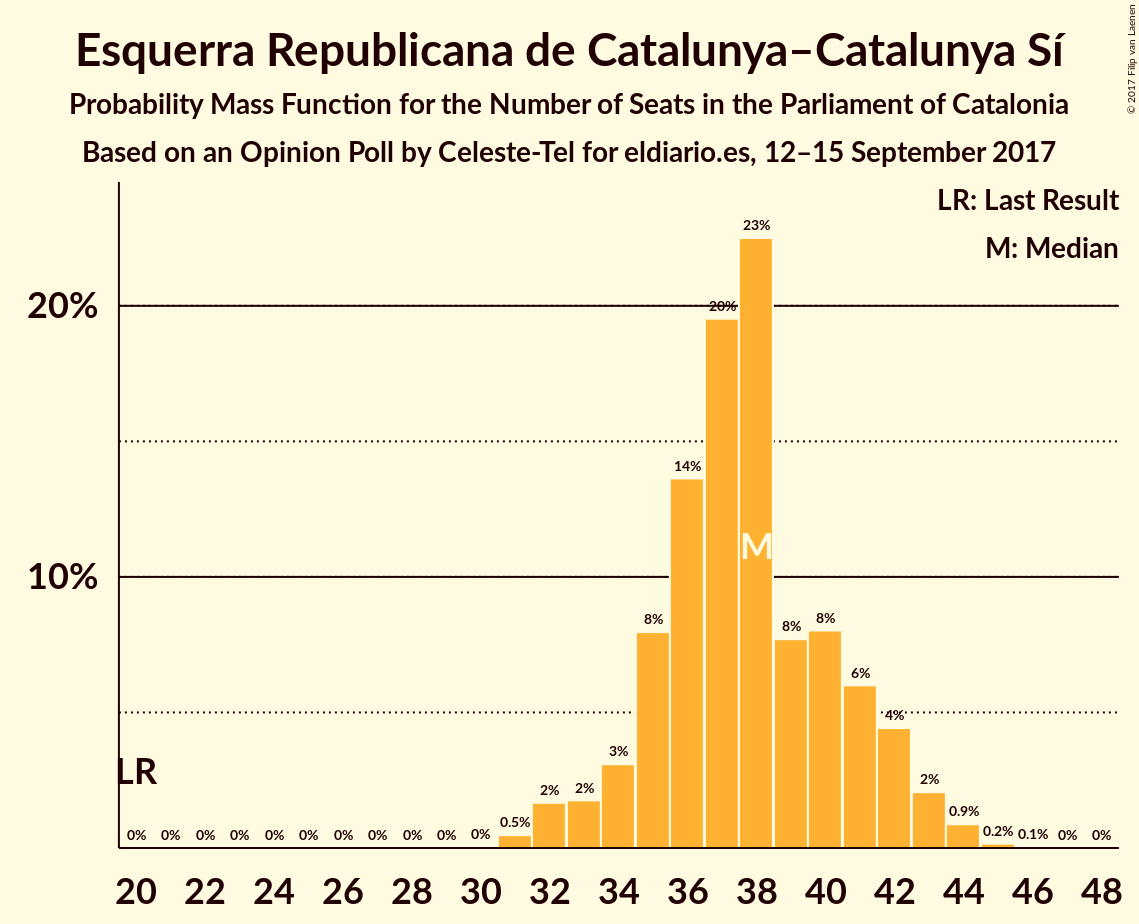 Esquerra Republicana de Catalunya–Catalunya Sí
Probability Mass Function for the Number of Seats in the Parliament of Catalonia
Based on an Opinion Poll by Celeste-Tel for eldiario.es, 12–15 September 2017
© 2017 Filip van Laenen
LR: Last Result
M: Median
20%
10%
0% 0% 0% 0% 0% 0% 0% 0% 0% 0% 0% 0.5% 2% 2% 3% 8% 14% 20% 23% 8% 8% 6% 4% 2% 0.9% 0.2% 0.1% 0% 0%
M
LR
20 22 24 26 28 30 32 34 36 38 40 42 44 46 48